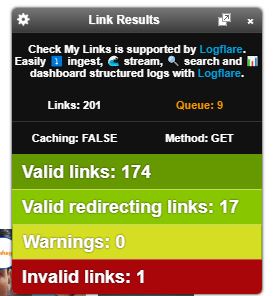 Link Results
Check My Links is supported by Logflare.
Easily ⤵️ ingest, 🌊 stream, 🔍 search and 📊
dashboard structured logs with Logflare.
Links: 201 Queue: 9
Caching: FALSE Method: GET
Valid links: 174
Valid redirecting links: 17
Warnings: 0
Invalid links: 1